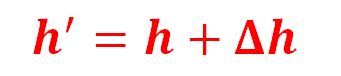 h′ = h + Δh